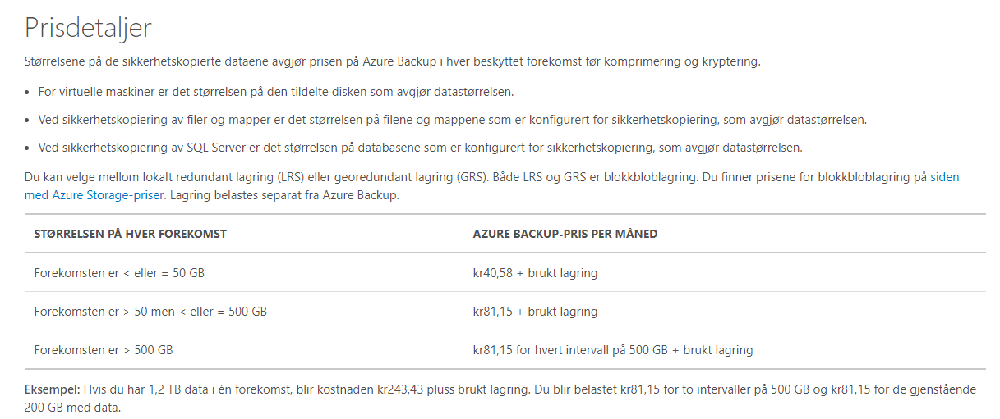 Prisdetaljer
Størrelsene på de sikkerhetskopierte dataene avgjør prisen på Azure Backup i hver beskyttet forekomst før komprimering og kryptering.
• For virtuelle maskiner er det størrelsen på den tildelte disken som avgjør datastørrelsen.
• Ved sikkerhetskopiering av filer og mapper er det størrelsen på filene og mappene som er konfigurert for sikkerhetskopiering, som avgjør datastørrelsen.
• Ved sikkerhetskopiering av SQL Server er det størrelsen på databasene som er konfigurert for sikkerhetskopiering, som avgjør datastørrelsen.
Du kan velge mellom lokalt redundant lagring (LRS) eller georedundant lagring (GRS). Både LRS og GRS er blokkbloblagring. Du finner prisene for blokkbloblagring på siden
med Azure Storage-priser. Lagring belastes separat fra Azure Backup.
STØRRELSEN PÅ HVER FOREKOMST AZURE BACKUP-PRIS PER MÅNED
Forekomsten er < eller = 50 GB kr40,58 + brukt lagring
Forekomsten er > 50 men < eller = 500 GB kr81,15 + brukt lagring
Forekomsten er > 500 GB kr81,15 for hvert intervall på 500 GB + brukt lagring
Eksempel: Hvis du har 1,2 TB data i én forekomst, blir kostnaden kr243,43 pluss brukt lagring. Du blir belastet kr81,15 for to intervaller på 500 GB og kr81,15 for de gjenstående
200 GB med data.